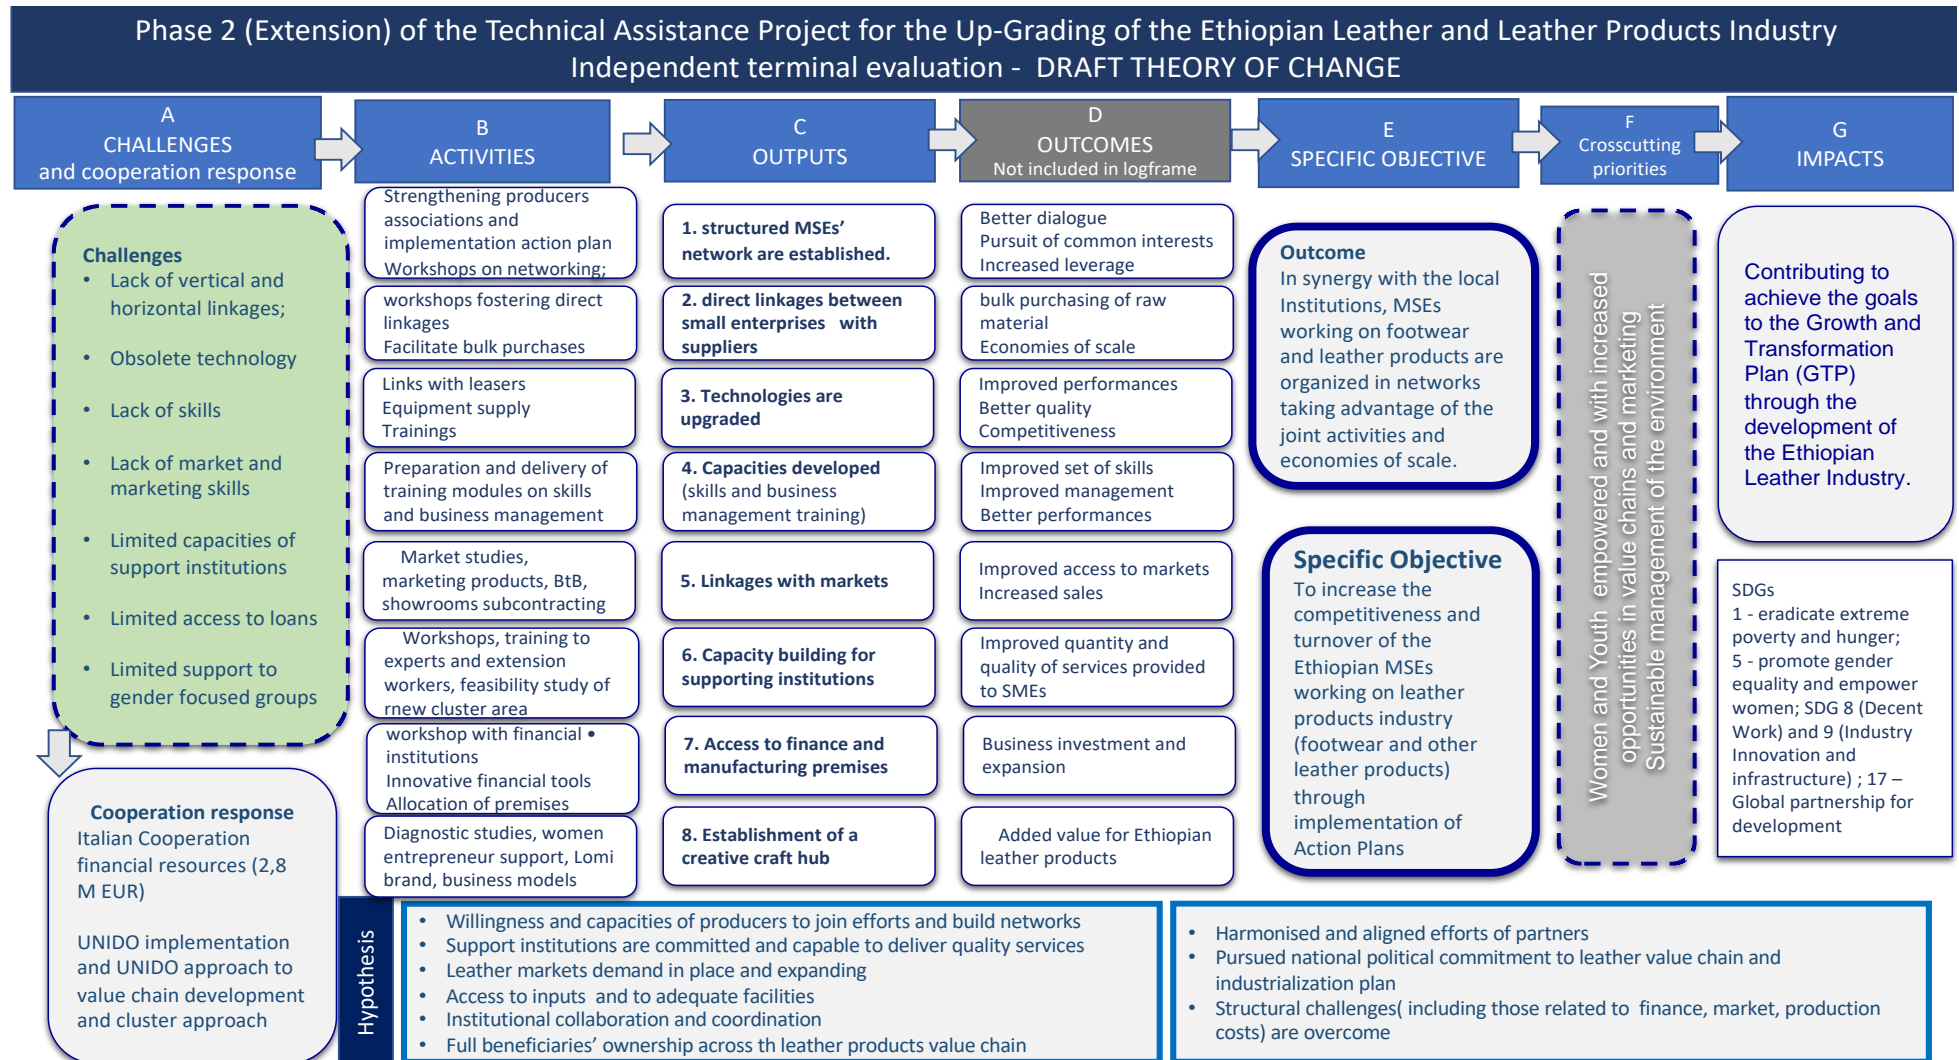 Phase 2 (Extension) of the Technical Assistance Project for the Up-Grading of the Ethiopian Leather and Leather Products Industry
Independent terminal evaluation - DRAFT THEORY OF CHANGE
A
CHALLENGES
and cooperation response
B
ACTIVITIES
C
OUTPUTS
D
OUTCOMES
Not included in logframe
E
SPECIFIC OBJECTIVE
F
Crosscutting
priorities
G
IMPACTS
Challenges
• Lack of vertical and
horizontal linkages;
• Obsolete technology
• Lack of skills
• Lack of market and
marketing skills
• Limited capacities of
support institutions
• Limited access to loans
• Limited support to
gender focused groups
Cooperation response
Italian Cooperation
financial resources (2,8
M EUR)
UNIDO implementation
and UNIDO approach to
value chain development
and cluster approach
Strengthening producers
associations and
implementation action plan
Workshops on networking;
workshops fostering direct
linkages
Facilitate bulk purchases
Links with leasers
Equipment supply
Trainings
Preparation and delivery of
training modules on skills
and business management
Market studies,
marketing products, BtB,
showrooms subcontracting
Workshops, training to
experts and extension
workers, feasibility study of
rnew cluster area
workshop with financial •
institutions
Innovative financial tools
Allocation of premises
Diagnostic studies, women
entrepreneur support, Lomi
brand, business models
1. structured MSEs’
network are established.
2. direct linkages between
small enterprises with
suppliers
3. Technologies are
upgraded
4. Capacities developed
(skills and business
management training)
5. Linkages with markets
6. Capacity building for
supporting institutions
7. Access to finance and
manufacturing premises
8. Establishment of a
creative craft hub
Better dialogue
Pursuit of common interests
Increased leverage
bulk purchasing of raw
material
Economies of scale
Improved performances
Better quality
Competitiveness
Improved set of skills
Improved management
Better performances
Improved access to markets
Increased sales
Improved quantity and
quality of services provided
to SMEs
Business investment and
expansion
Added value for Ethiopian
leather products
Outcome
In synergy with the local
Institutions, MSEs
working on footwear
and leather products are
organized in networks
taking advantage of the
joint activities and
economies of scale.
Specific Objective
To increase the
competitiveness and
turnover of the
Ethiopian MSEs
working on leather
products industry
(footwear and other
leather products)
through
implementation of
Action Plans
Women and Youth empowered and with increased
opportunities in value chains and marketing
Sustainable management of the environment
Contributing to
achieve the goals
to the Growth and
Transformation
Plan (GTP)
through the
development of
the Ethiopian
Leather Industry.
SDGs
1 - eradicate extreme
poverty and hunger;
5 - promote gender
equality and empower
women; SDG 8 (Decent
Work) and 9 (Industry
Innovation and
infrastructure) ; 17 –
Global partnership for
development
Hypothesis
• Willingness and capacities of producers to join efforts and build networks
• Support institutions are committed and capable to deliver quality services
• Leather markets demand in place and expanding
• Access to inputs and to adequate facilities
• Institutional collaboration and coordination
• Full beneficiaries’ ownership across th leather products value chain
• Harmonised and aligned efforts of partners
• Pursued national political commitment to leather value chain and
industrialization plan
• Structural challenges( including those related to finance, market, production
costs) are overcome